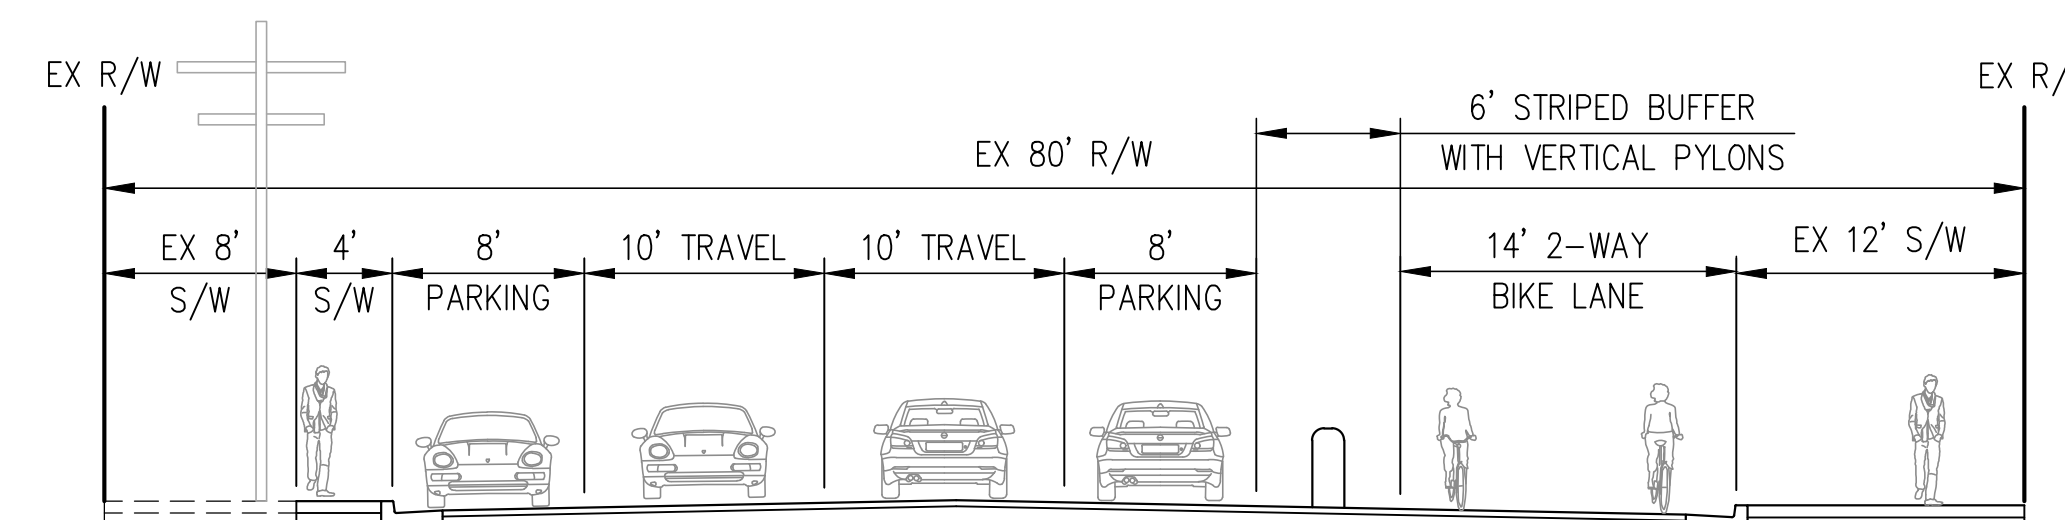 EX R/W
EX R/
6' STRIPED BUFFER
WITH VERTICAL PYLONS
EX 80' R/W
EX 8'
S/W
4'
S/W
8'
PARKING
10' TRAVEL
10' TRAVEL
8'
PARKING
14' 2-WAY
BIKE LANE
EX 12' S/W